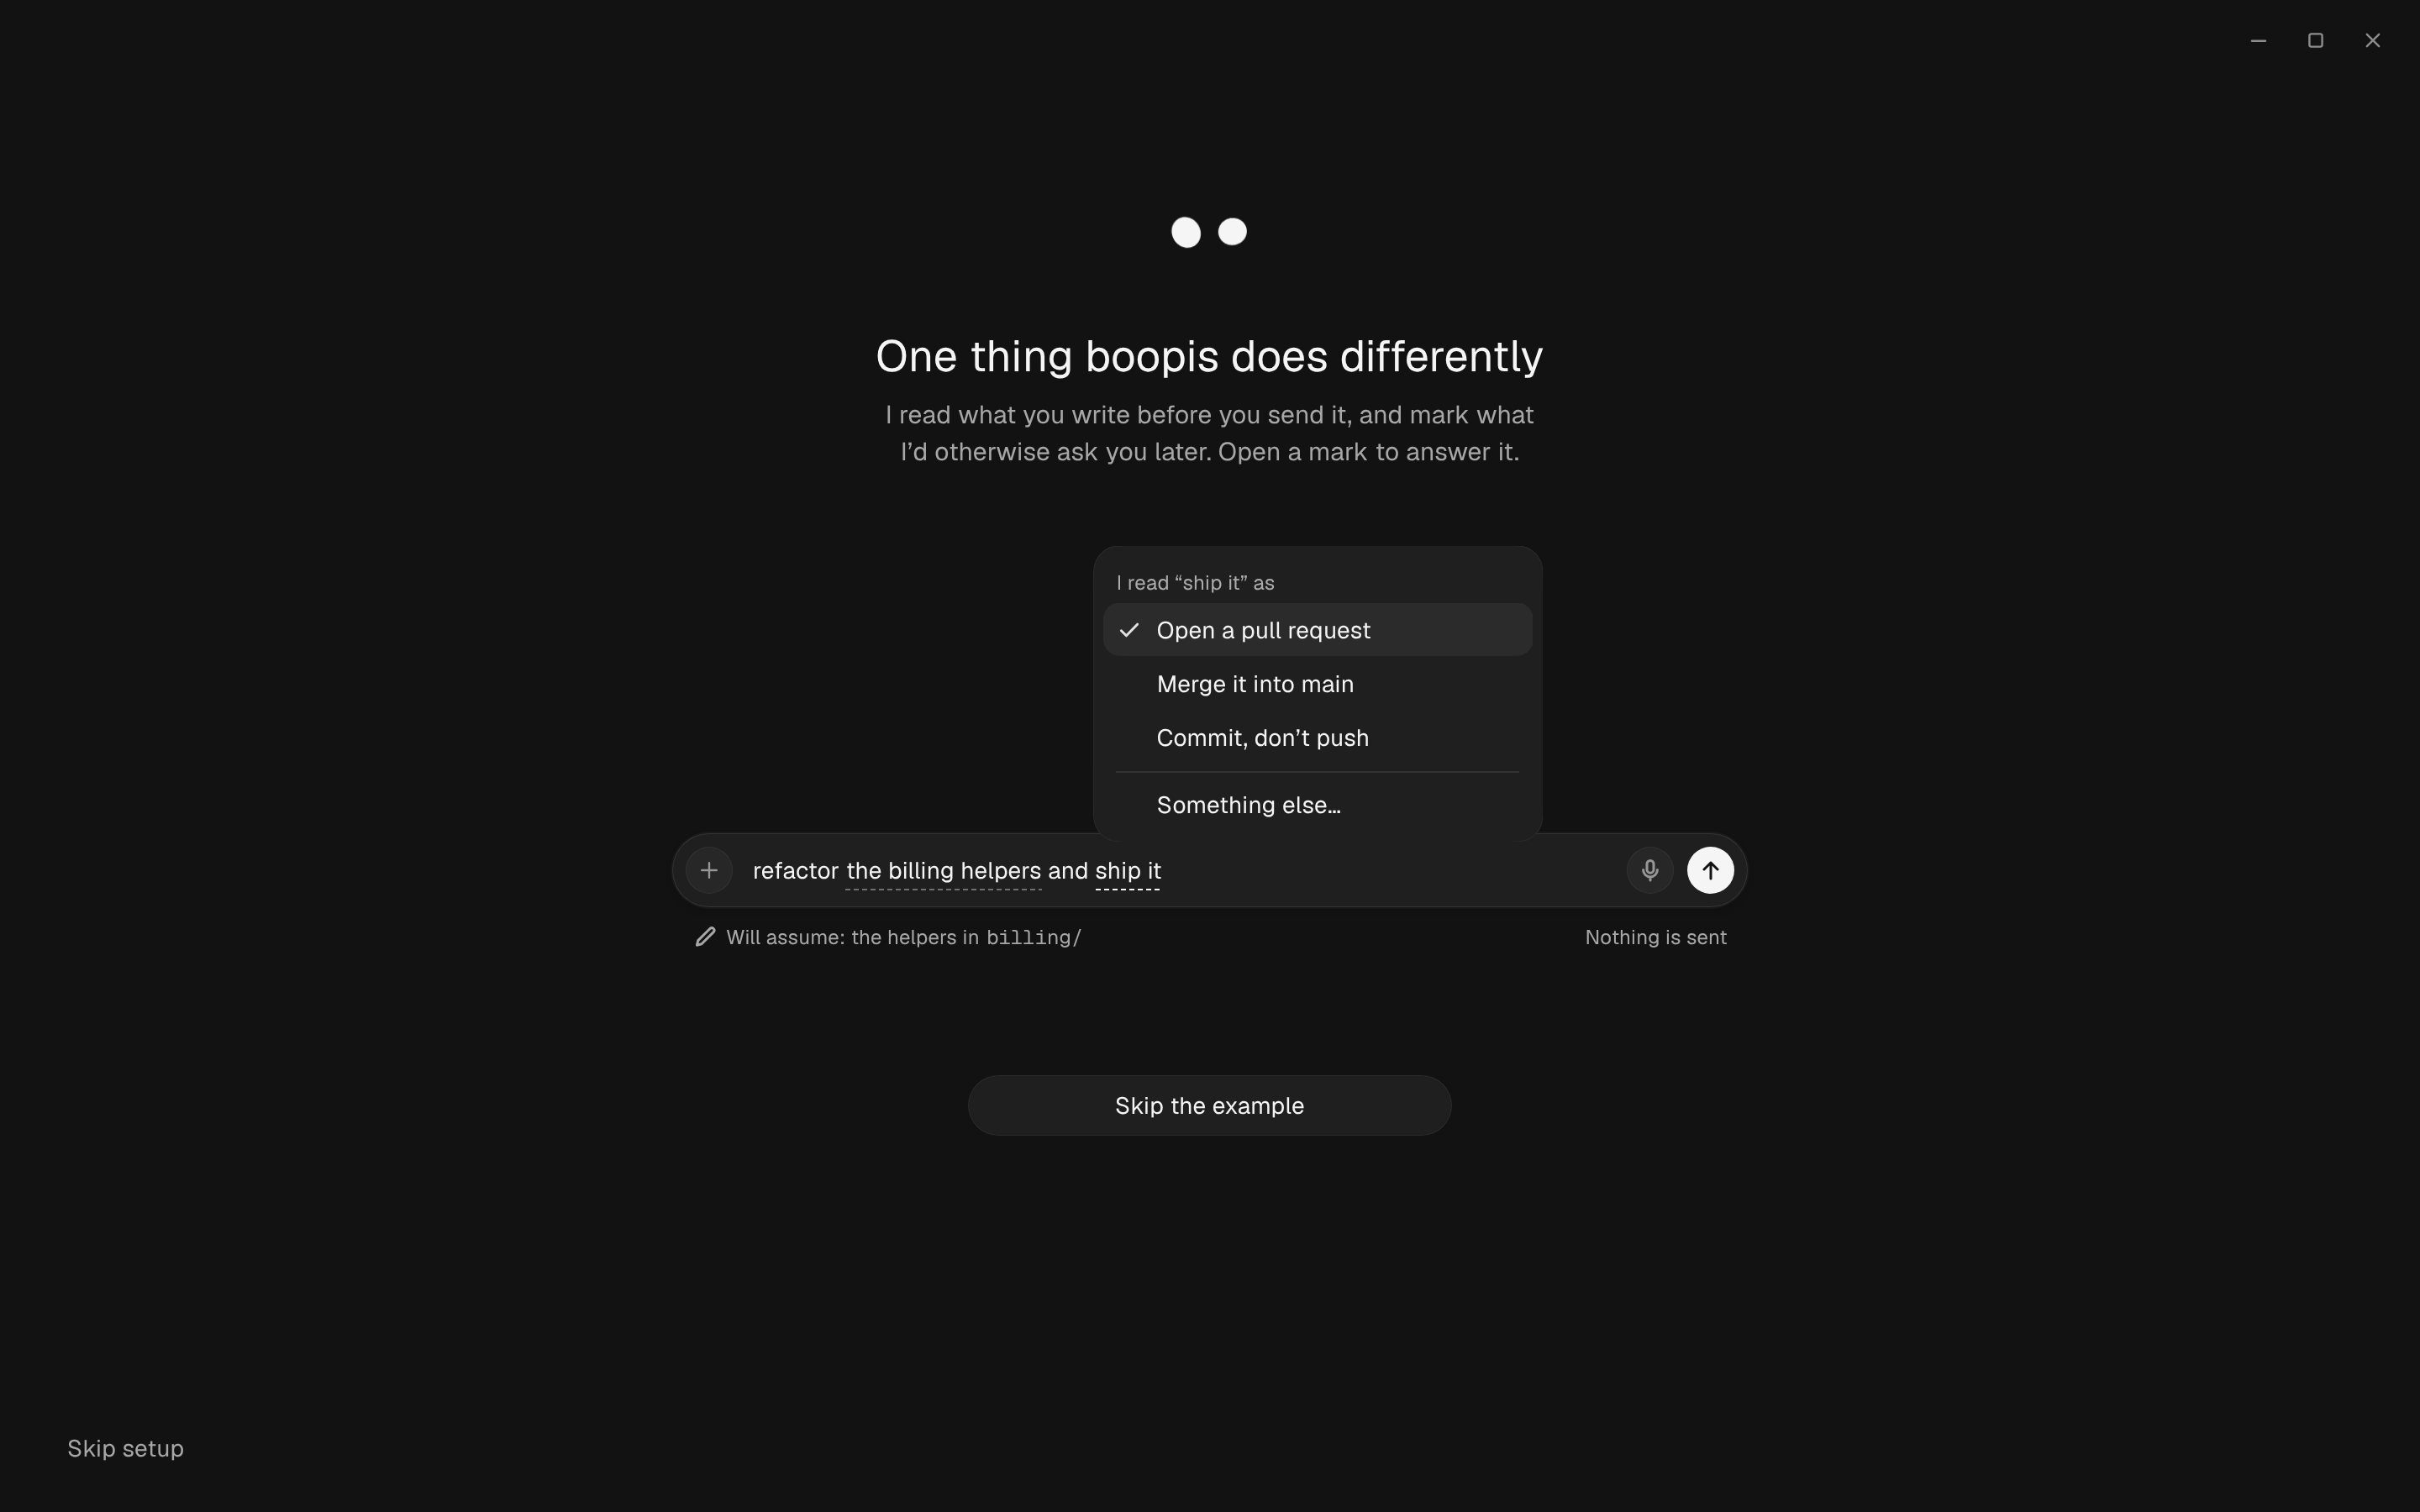 One thing boopis does differently
I read what you write before you send it, and mark what
I’d otherwise ask you later. Open a mark to answer it.
I read “ship it” as
Open a pull request
Merge it into main
Commit, don’t push
Something else…
refactor the billing helpers and ship it
Will assume: the helpers in billing/
Nothing is sent
Skip the example
Skip setup